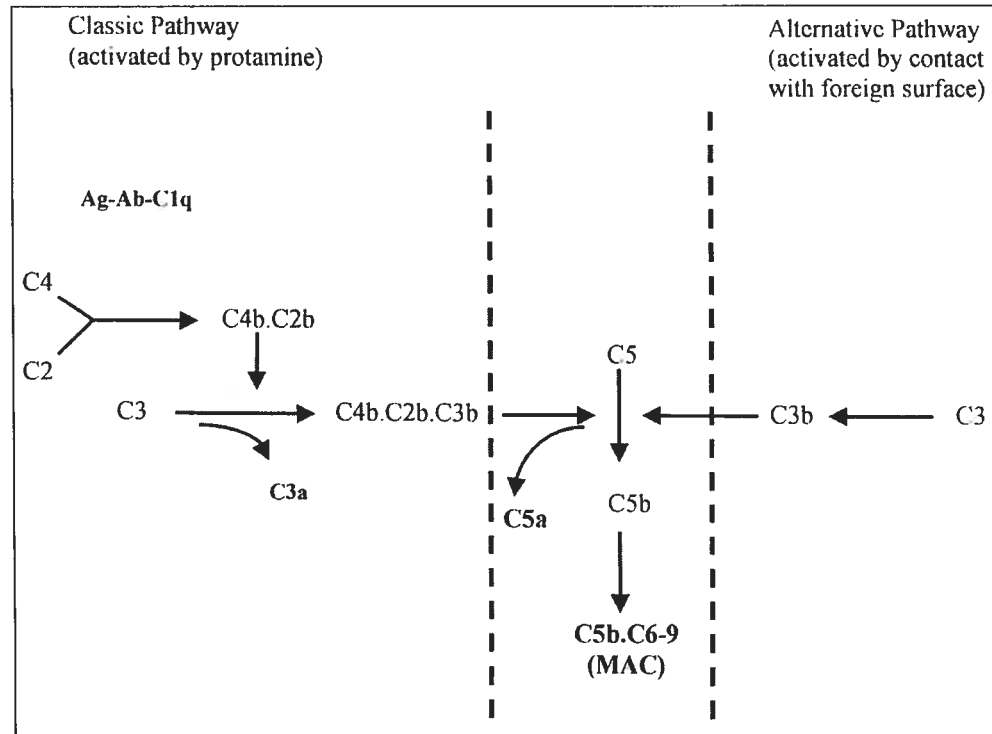 Classic Pathway
(activated by protamine)
Alternative Pathway
(activated by contact
with foreign surface)
Ag-Ab-C1q
C4
C4b.C2b
C2
C5
C3
C4b.C2b.C3b
C3b
C3
C3a
C5a
C5b
C5b.C6-9
(MAC)